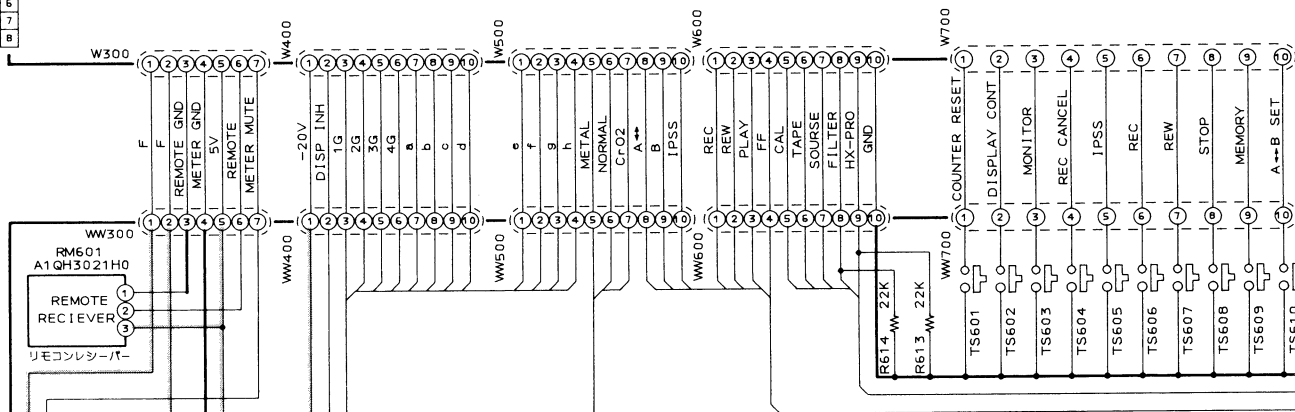 6
7
8
W300
1 2 3 4 5 6 7
W400
1 2 3 4 5 6 7 8 9 10
W500
1 2 3 4 5 6 7 8 9 10
W600
1 2 3 4 5 6 7 8 9 10
W700
1 2 3 4 5 6 7 8 9 10
F
F
REMOTE GND
METER GND
5V
REMOTE
METER MUTE
-20V
DISP INH
1G
2G
3G
4G
a
b
c
d
e
f
g
h
METAL
NORMAL
CrO2
A↔
B
IPSS
REC
REW
PLAY
FF
CAL
TAPE
SOURSE
FILTER
HX-PRO
GND
COUNTER RESET
DISPLAY CONT
MONITOR
REC CANCEL
IPSS
REC
REW
STOP
MEMORY
A↔B SET
WW300
1 2 3 4 5 6 7
WW400
1 2 3 4 5 6 7 8 9 10
WW500
1 2 3 4 5 6 7 8 9 10
WW600
1 2 3 4 5 6 7 8 9 10
WW700
1 2 3 4 5 6 7 8 9 10
RM601
A1QH3021H0
REMOTE
RECIEVER
1
2
3
リモコンレシーバー
R614 22K
R613 22K
TS601
TS602
TS603
TS604
TS605
TS606
TS607
TS608
TS609
TS610